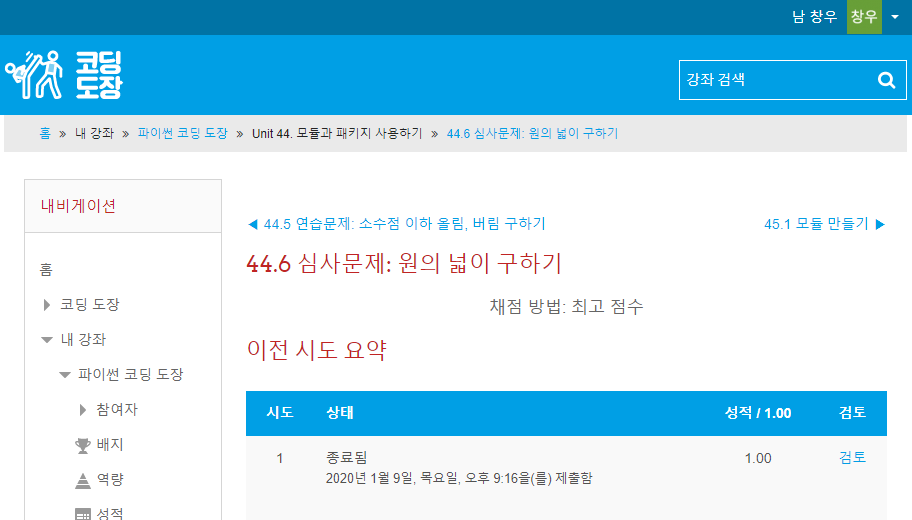 남 창우 창우
코딩
도장
강좌 검색
홈 » 내 강좌 » 파이썬 코딩 도장 » Unit 44. 모듈과 패키지 사용하기 » 44.6 심사문제: 원의 넓이 구하기
내비게이션
홈
코딩 도장
내 강좌
파이썬 코딩 도장
참여자
배지
역량
성적
◀ 44.5 연습문제: 소수점 이하 올림, 버림 구하기
45.1 모듈 만들기 ▶
44.6 심사문제: 원의 넓이 구하기
채점 방법: 최고 점수
이전 시도 요약
시도 상태 성적 / 1.00 검토
1 종료됨 1.00 검토
2020년 1월 9일, 목요일, 오후 9:16을(를) 제출함